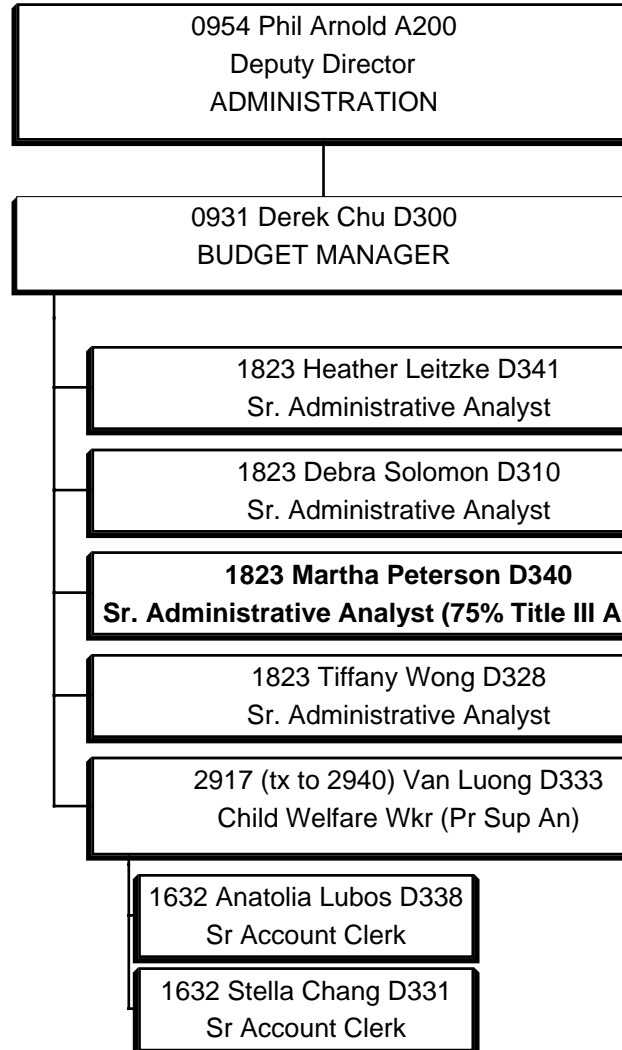 0954 Phil Arnold A200
Deputy Director
ADMINISTRATION
0931 Derek Chu D300
BUDGET MANAGER
1823 Heather Leitzke D341
Sr. Administrative Analyst
1823 Debra Solomon D310
Sr. Administrative Analyst
1823 Martha Peterson D340
Sr. Administrative Analyst (75% Title III A
1823 Tiffany Wong D328
Sr. Administrative Analyst
2917 (tx to 2940) Van Luong D333
Child Welfare Wkr (Pr Sup An)
1632 Anatolia Lubos D338
Sr Account Clerk
1632 Stella Chang D331
Sr Account Clerk